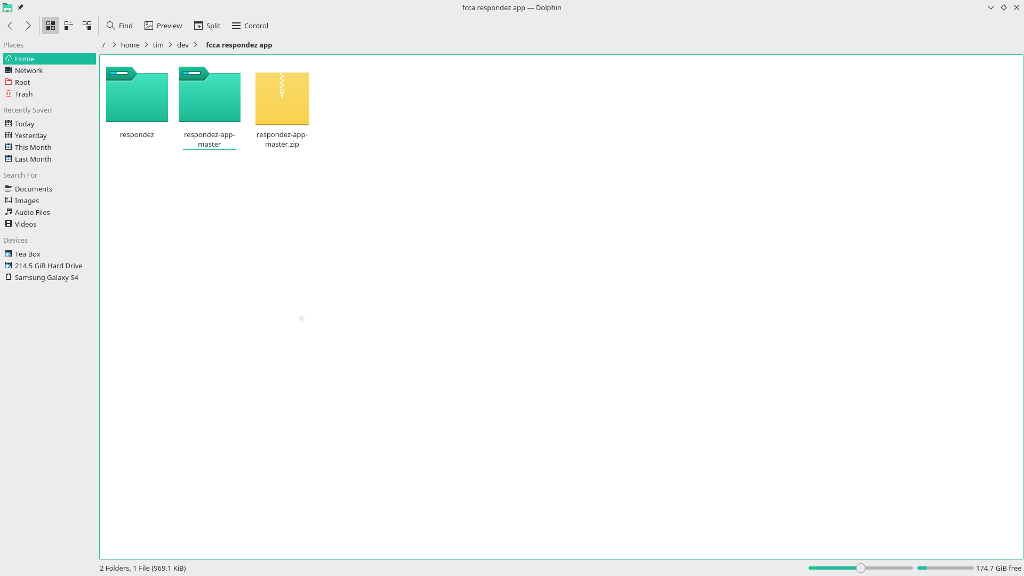 fcca respondez app — Dolphin
Find
Preview
Split
Control
Places
/ > home > tim > dev > fcca respondez app
Home
Network
Root
Trash
Recently Saved
Today
Yesterday
This Month
Last Month
Search For
Documents
Images
Audio Files
Videos
Devices
Tea Box
214.5 GiB Hard Drive
Samsung Galaxy S4
respondez
respondez-app-
master
respondez-app-
master.zip
2 Folders, 1 File (969.1 KiB)
174.7 GiB free